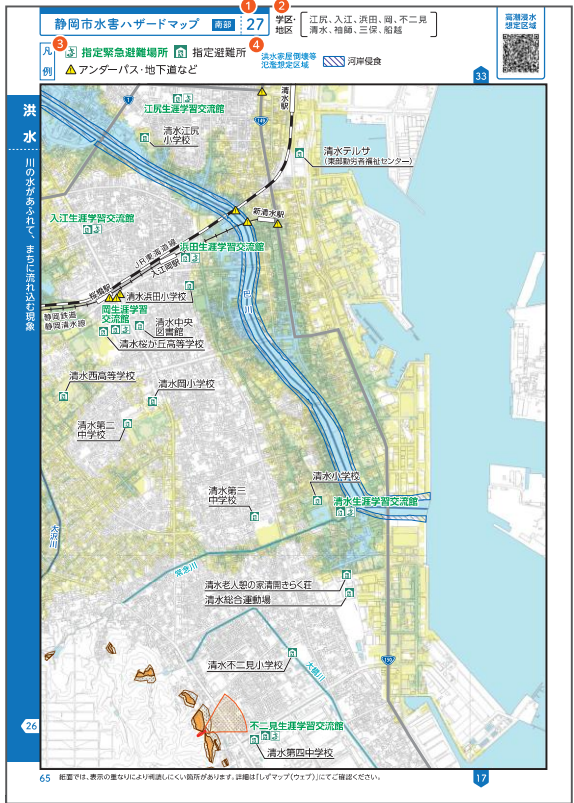 ① ②
静岡市水害ハザードマップ 南部 27
学区・地区
江尻、入江、浜田、岡、不二見
清水、袖師、三保、船越
高潮浸水
想定区域
凡例
③ 指定緊急避難場所 指定避難所
④ 洪水家屋倒壊等
氾濫想定区域
河岸侵食
アンダーパス・地下道など
33
洪水
川の水があふれて、まちに流れ込む現象
江尻生涯学習交流館
清水駅
1
149
清水江尻
小学校
清水テルサ
(東部勤労者福祉センター)
入江生涯学習交流館
新清水駅
JR東海道線
浜田生涯学習交流館
入江岡駅
桜橋駅
清水浜田小学校
巴川
静岡鉄道
静岡清水線
岡生涯学習
交流館
清水中央
図書館
清水桜が丘高等学校
清水西高等学校
清水岡小学校
清水第二
中学校
清水小学校
清水第三
中学校
清水生涯学習交流館
大沢川
常念川
清水老人憩の家清開きらく荘
清水総合運動場
清水不二見小学校
大橋川
150
不二見生涯学習交流館
清水第四中学校
26
65 紙面では、表示の重なりにより判読しにくい箇所があります。詳細は「しずマップ(ウェブ)」にてご確認ください。
17